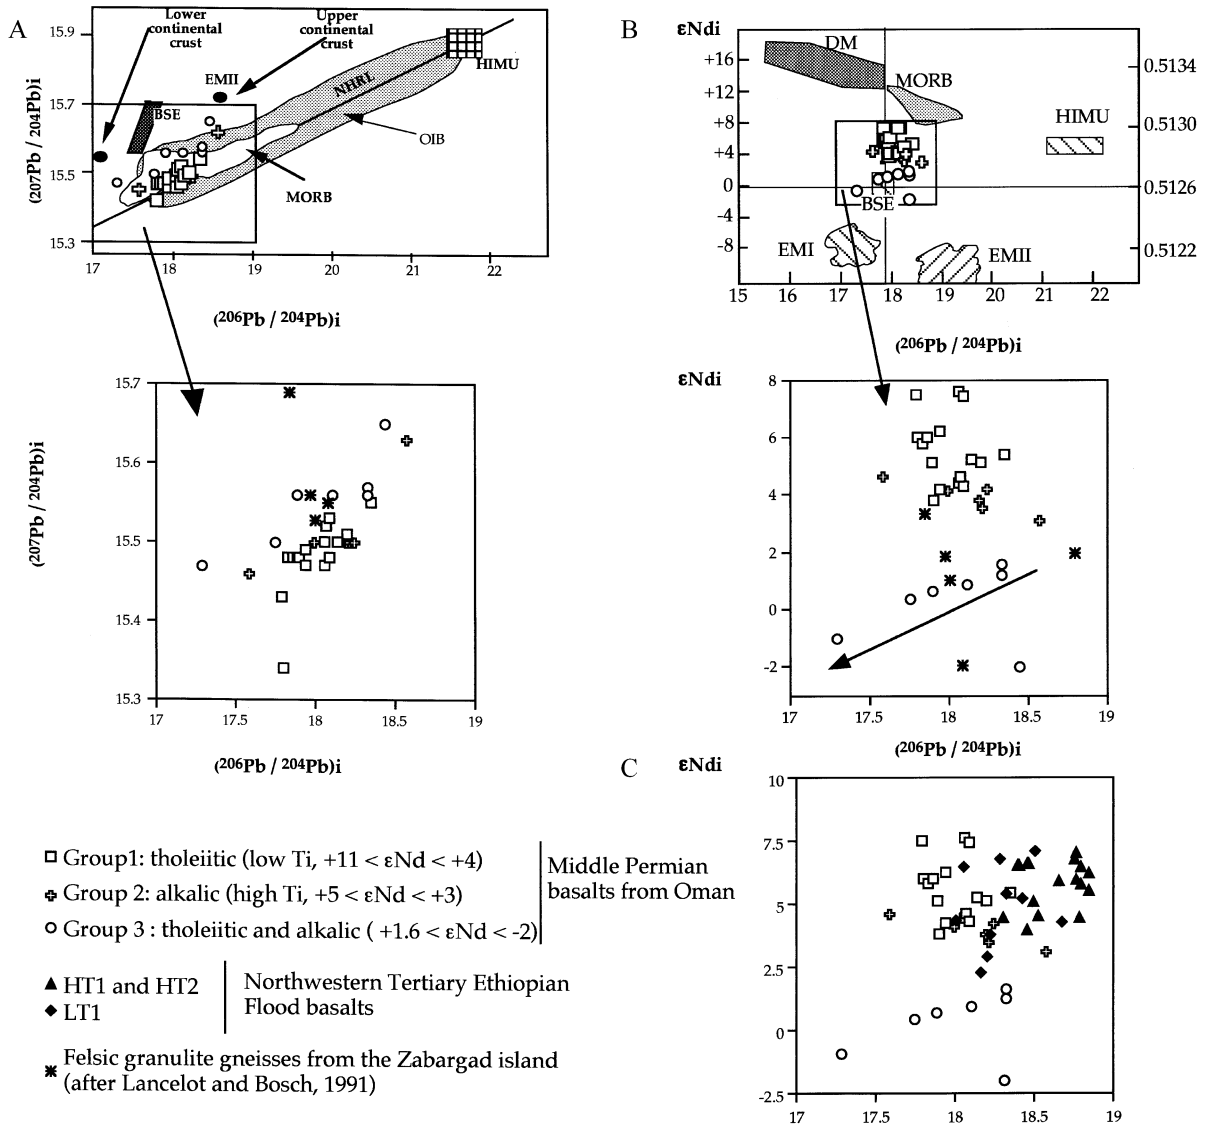 A
Lower
continental
crust
Upper
continental
crust
EMII
BSE
NHRL
HIMU
OIB
MORB
15.9
15.7
15.5
15.3
17
18
19
20
21
22
(207Pb / 204Pb)i
(206Pb / 204Pb)i
B
εNdi
DM
MORB
HIMU
BSE
EMI
EMII
+16
+12
+8
+4
0
-4
-8
0.5134
0.5130
0.5126
0.5122
15
16
17
18
19
20
21
22
(206Pb / 204Pb)i
15.7
15.6
15.5
15.4
15.3
17
17.5
18
18.5
19
(207Pb / 204Pb)i
(206Pb / 204Pb)i
εNdi
8
6
4
2
0
-2
17
17.5
18
18.5
19
(206Pb / 204Pb)i
C
εNdi
10
7.5
5
2.5
0
-2.5
17
17.5
18
18.5
19
Group1: tholeiitic (low Ti, +11 < εNd < +4)
Group 2: alkalic (high Ti, +5 < εNd < +3)
Group 3 : tholeiitic and alkalic ( +1.6 < εNd < -2)
Middle Permian
basalts from Oman
HT1 and HT2
LT1
Northwestern Tertiary Ethiopian
Flood basalts
Felsic granulite gneisses from the Zabargad island
(after Lancelot and Bosch, 1991)